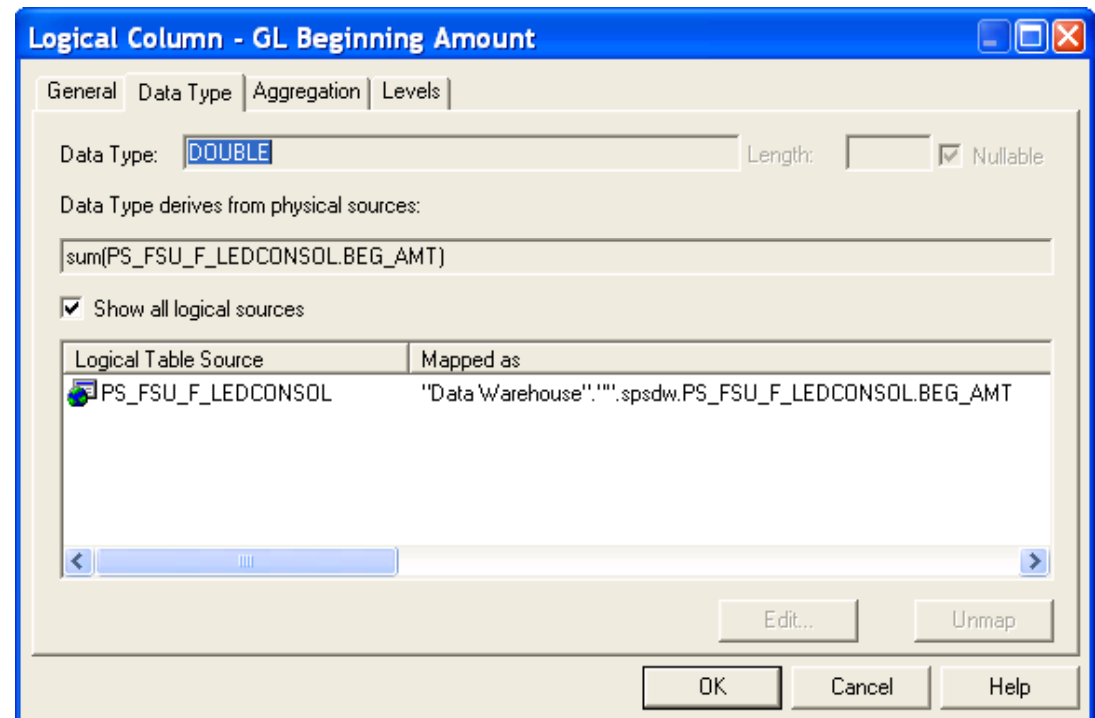 Logical Column - GL Beginning Amount
General Data Type Aggregation Levels
Data Type: DOUBLE Length: Nullable
Data Type derives from physical sources:
sum(PS_FSU_F_LEDCONSOL.BEG_AMT)
Show all logical sources
Logical Table Source Mapped as
PS_FSU_F_LEDCONSOL "Data Warehouse"."".spsdw.PS_FSU_F_LEDCONSOL.BEG_AMT
Edit... Unmap
OK Cancel Help